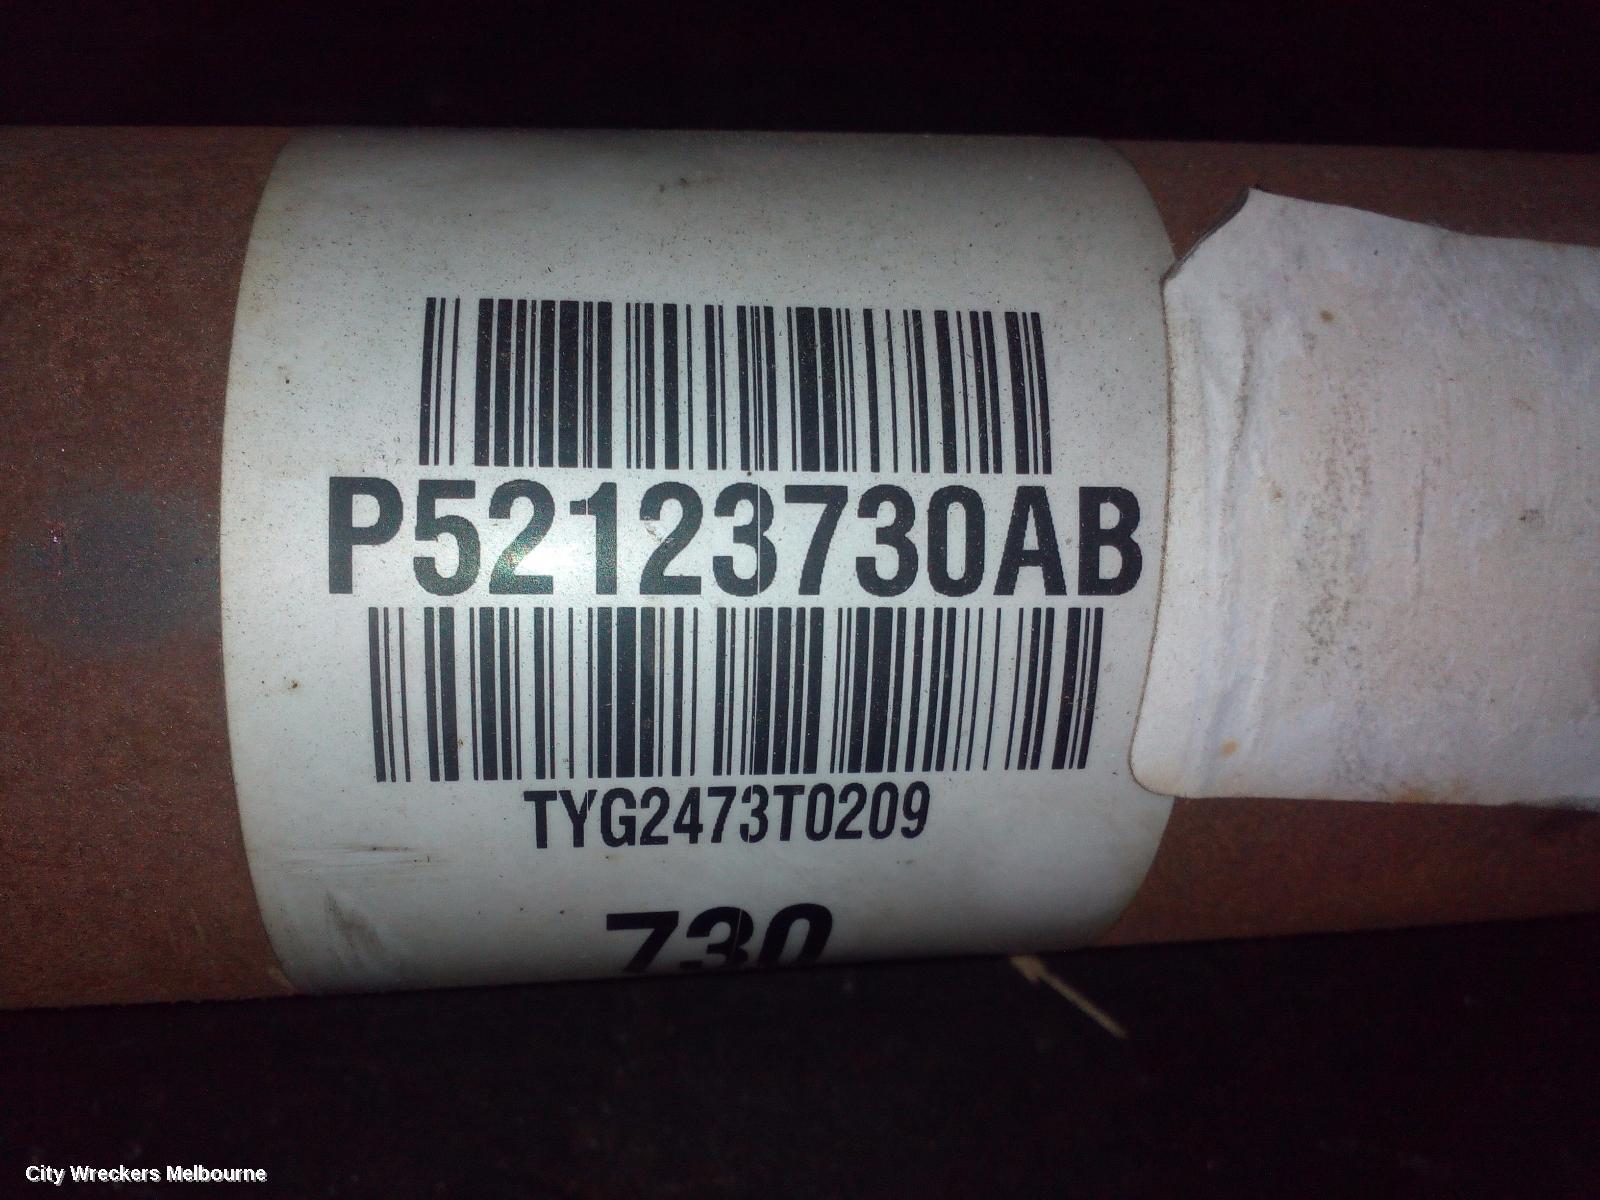 P52123730AB
TYG2473T0209
730
City Wreckers Melbourne